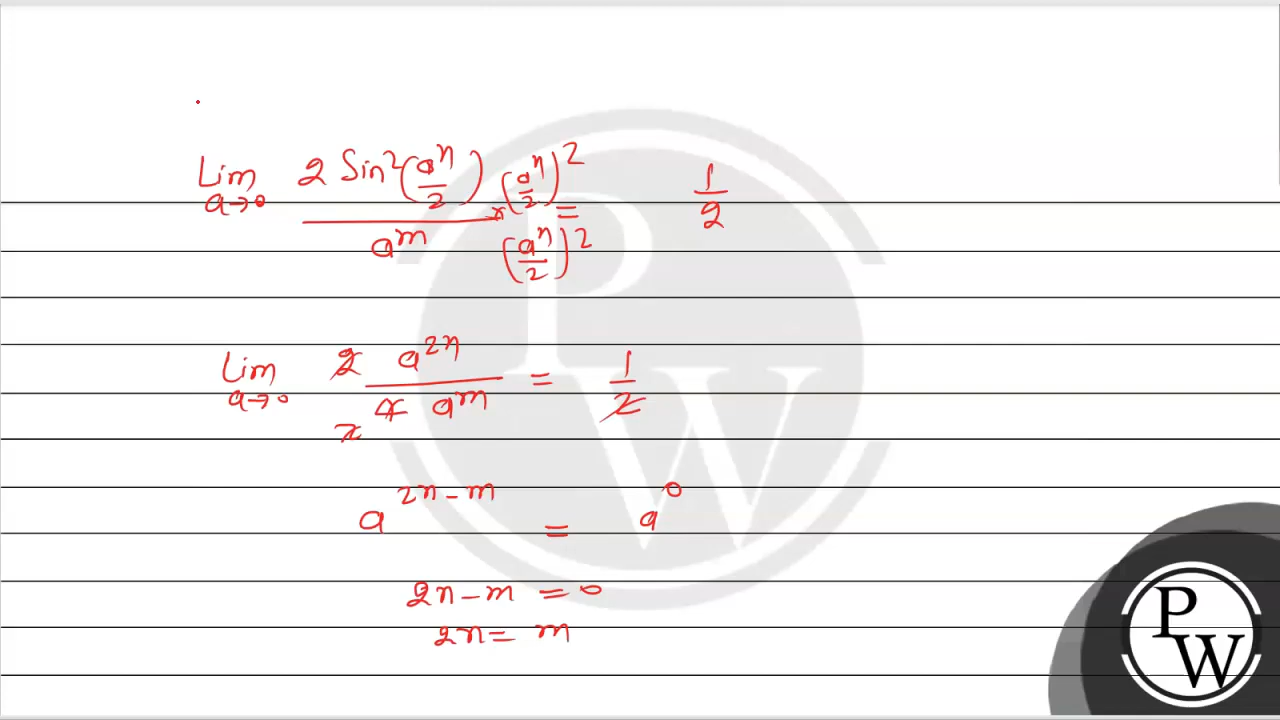 Lim a→0 2 Sin²(aⁿ/2) / aᵐ × (aⁿ/2)² / (aⁿ/2)² = 1/2
Lim a→0 2 a²ⁿ / 4 aᵐ = 1/2
2
a²ⁿ⁻ᵐ = a⁰
2n - m = 0
2n = m
P
W
P
W